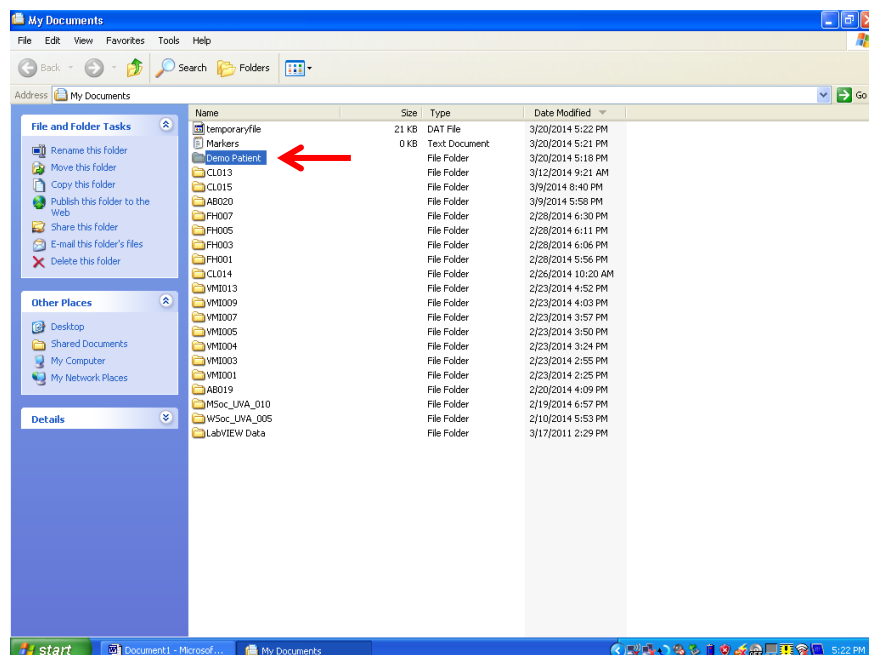 My Documents
File Edit View Favorites Tools Help
Back Search Folders
Address My Documents Go
Name Size Type Date Modified
File and Folder Tasks
Rename this folder
Move this folder
Copy this folder
Publish this folder to the
Web
Share this folder
E-mail this folder's files
Delete this folder
Other Places
Desktop
Shared Documents
My Computer
My Network Places
Details
temporaryfile 21 KB DAT File 3/20/2014 5:22 PM
Markers 0 KB Text Document 3/20/2014 5:21 PM
Demo Patient File Folder 3/20/2014 5:18 PM
CL013 File Folder 3/12/2014 9:21 AM
CL015 File Folder 3/9/2014 8:40 PM
AB020 File Folder 3/9/2014 5:58 PM
FH007 File Folder 2/28/2014 6:30 PM
FH005 File Folder 2/28/2014 6:11 PM
FH003 File Folder 2/28/2014 6:06 PM
FH001 File Folder 2/28/2014 5:56 PM
CL014 File Folder 2/26/2014 10:20 AM
VMI013 File Folder 2/23/2014 4:52 PM
VMI009 File Folder 2/23/2014 4:03 PM
VMI007 File Folder 2/23/2014 3:57 PM
VMI005 File Folder 2/23/2014 3:50 PM
VMI004 File Folder 2/23/2014 3:24 PM
VMI003 File Folder 2/23/2014 2:55 PM
VMI001 File Folder 2/23/2014 2:25 PM
AB019 File Folder 2/20/2014 4:09 PM
MSoc_UVA_010 File Folder 2/19/2014 6:57 PM
WSoc_UVA_005 File Folder 2/10/2014 5:53 PM
LabVIEW Data File Folder 3/17/2011 2:29 PM
start Document1 - Microsof... My Documents 5:22 PM